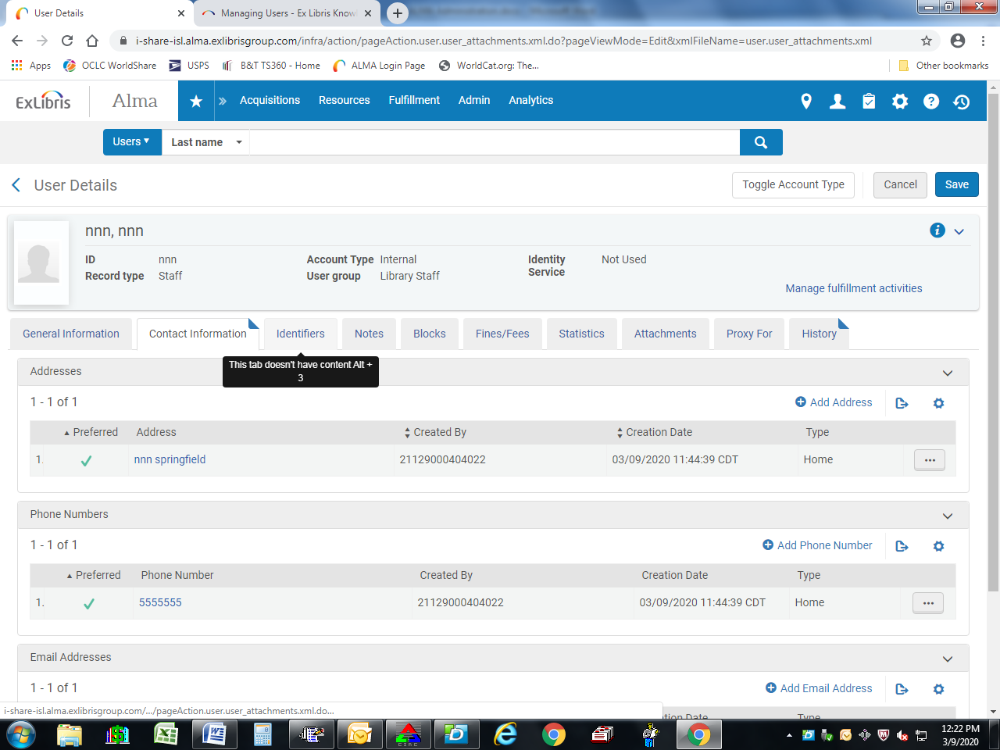 User Details
Managing Users - Ex Libris Know
i-share-isl.alma.exlibrisgroup.com/infra/action/pageAction.user.user_attachments.xml.do?pageViewMode=Edit&xmlFileName=user.user_attachments.xml
Apps OCLC WorldShare USPS B&T TS360 - Home ALMA Login Page WorldCat.org: The... Other bookmarks
ExLibris Alma Acquisitions Resources Fulfillment Admin Analytics
Users Last name
User Details Toggle Account Type Cancel Save
nnn, nnn
ID nnn Account Type Internal Identity Service Not Used
Record type Staff User group Library Staff
Manage fulfillment activities
General Information Contact Information Identifiers Notes Blocks Fines/Fees Statistics Attachments Proxy For History
This tab doesn't have content Alt +
3
Addresses
1 - 1 of 1 Add Address
Preferred Address Created By Creation Date Type
1. nnn springfield 21129000404022 03/09/2020 11:44:39 CDT Home ...
Phone Numbers
1 - 1 of 1 Add Phone Number
Preferred Phone Number Created By Creation Date Type
1. 5555555 21129000404022 03/09/2020 11:44:39 CDT Home ...
Email Addresses
1 - 1 of 1 Add Email Address
i-share-isl.alma.exlibrisgroup.com/.../pageAction.user.user_attachments.xml.do...
Creation Date Type
CIRC
12:22 PM
3/9/2020